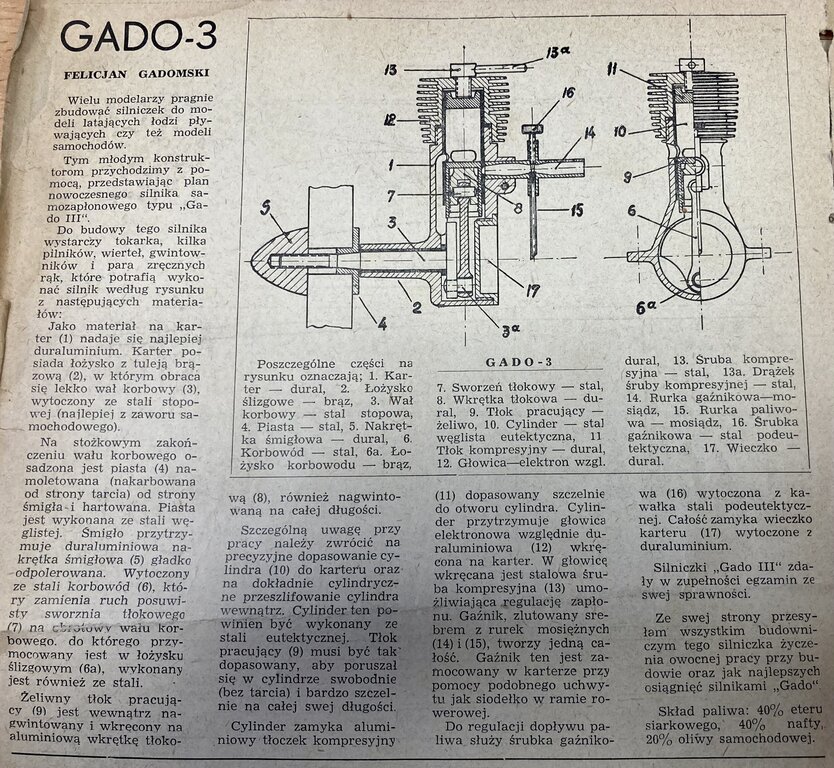 GADO-3
FELICJAN GADOMSKI
Wielu modelarzy pragnie
zbudować silniczek do mo-
deli latających łodzi pły-
wających czy też modeli
samochodów.
Tym młodym konstruk-
torom przychodzimy z po-
mocą, przedstawiając plan
nowoczesnego silnika sa-
mozapłonowego typu „Ga-
do III".
Do budowy tego silnika
wystarczy tokarka, kilka
pilników, wierteł, gwintow-
ników i para zręcznych
rąk, które potrafią wyko-
nać silnik według rysunku
z następujących materia-
łów:
Jako materiał na kar-
ter (1) nadaje się najlepiej
duraluminium. Karter po-
siada łożysko z tuleją brą-
zową (2), w którym obraca
się lekko wał korbowy (3),
wytoczony ze stali stopo-
wej (najlepiej z zaworu sa-
mochodowego).
Na stożkowym zakoń-
czeniu wału korbowego o-
sadzona jest piasta (4) na-
moletowana (nakarbowana
od strony tarcia) od strony
śmigła i hartowana. Piasta
jest wykonana ze stali wę-
glistej. Śmigło przytrzy-
muje duraluminiowa na-
krętka śmigłowa (5) gładko
odpolerowana. Wytoczony
ze stali korbowód (6), któ-
ry zamienia ruch posuwi-
sty sworznia tłokowego
(7) na obrotowy wału kor-
bowego, do którego przy-
mocowany jest w łożysku
ślizgowym (6a), wykonany
jest również ze stali.
Żeliwny tłok pracują-
cy (9) jest wewnątrz na-
gwintowany i wkręcony na
aluminiową wkrętkę tłoko-
13
13a
12
16
14
1
7
8
15
5
3
4
2
3a
17
11
10
9
6
6a
Poszczególne części na
rysunku oznaczają; 1. Kar-
ter — dural, 2. Łożysko
ślizgowe — brąz, 3. Wał
korbowy — stal stopowa,
4. Piasta — stal, 5. Nakręt-
ka śmigłowa — dural, 6.
Korbowód — stal, 6a. Ło-
żysko korbowodu — brąz,
GADO-3
7. Sworzeń tłokowy — stal,
8. Wkrętka tłokowa — du-
ral, 9. Tłok pracujący —
żeliwo, 10. Cylinder — stal
węglista eutektyczna, 11
Tłok kompresyjny — dural,
12. Głowica—elektron wzgl.
dural, 13. Śruba kompre-
syjna — stal, 13a. Drążek
śruby kompresyjnej — stal,
14. Rurka gaźnikowa—mo-
siądz, 15. Rurka paliwo-
wa — mosiądz, 16. Śrubka
gaźnikowa — stal podeu-
tektyczna, 17. Wieczko —
dural.
wą (8), również nagwinto-
waną na całej długości.
Szczególną uwagę przy
pracy należy zwrócić na
precyzyjne dopasowanie cy-
lindra (10) do karteru oraz
na dokładnie cylindrycz-
ne przeszlifowanie cylindra
wewnątrz. Cylinder ten po-
winien być wykonany ze
stali eutektycznej. Tłok
pracujący (9) musi być tak
dopasowany, aby poruszał
się w cylindrze swobodnie
(bez tarcia) i bardzo szczel-
nie na całej swej długości.
Cylinder zamyka alumi-
niowy tłoczek kompresyjny
(11) dopasowany szczelnie
do otworu cylindra. Cylin-
der przytrzymuje głowica
elektronowa względnie du-
raluminiowa (12) wkrę-
cona na karter. W głowicę
wkręcana jest stalowa śru-
ba kompresyjna (13) umo-
żliwiająca regulację zapło-
nu. Gaźnik, zlutowany sre-
brem z rurek mosiężnych
(14) i (15), tworzy jedną ca-
łość. Gaźnik ten jest za-
mocowany w karterze przy
pomocy podobnego uchwy-
tu jak siodełko w ramie ro-
werowej.
Do regulacji dopływu pa-
liwa służy śrubka gaźniko-
wa (16) wytoczona z ka-
wałka stali podeutektycz-
nej. Całość zamyka wieczko
karteru (17) wytoczone z
duraluminium.
Silniczki „Gado III" zda-
ły w zupełności egzamin ze
swej sprawności.
Ze swej strony przesy-
łam wszystkim budowni-
czym tego silniczka życze-
nia owocnej pracy przy bu-
dowie oraz jak najlepszych
osiągnięć silnikami „Gado"
Skład paliwa: 40% eteru
siarkowego, 40% nafty,
20% oliwy samochodowej.